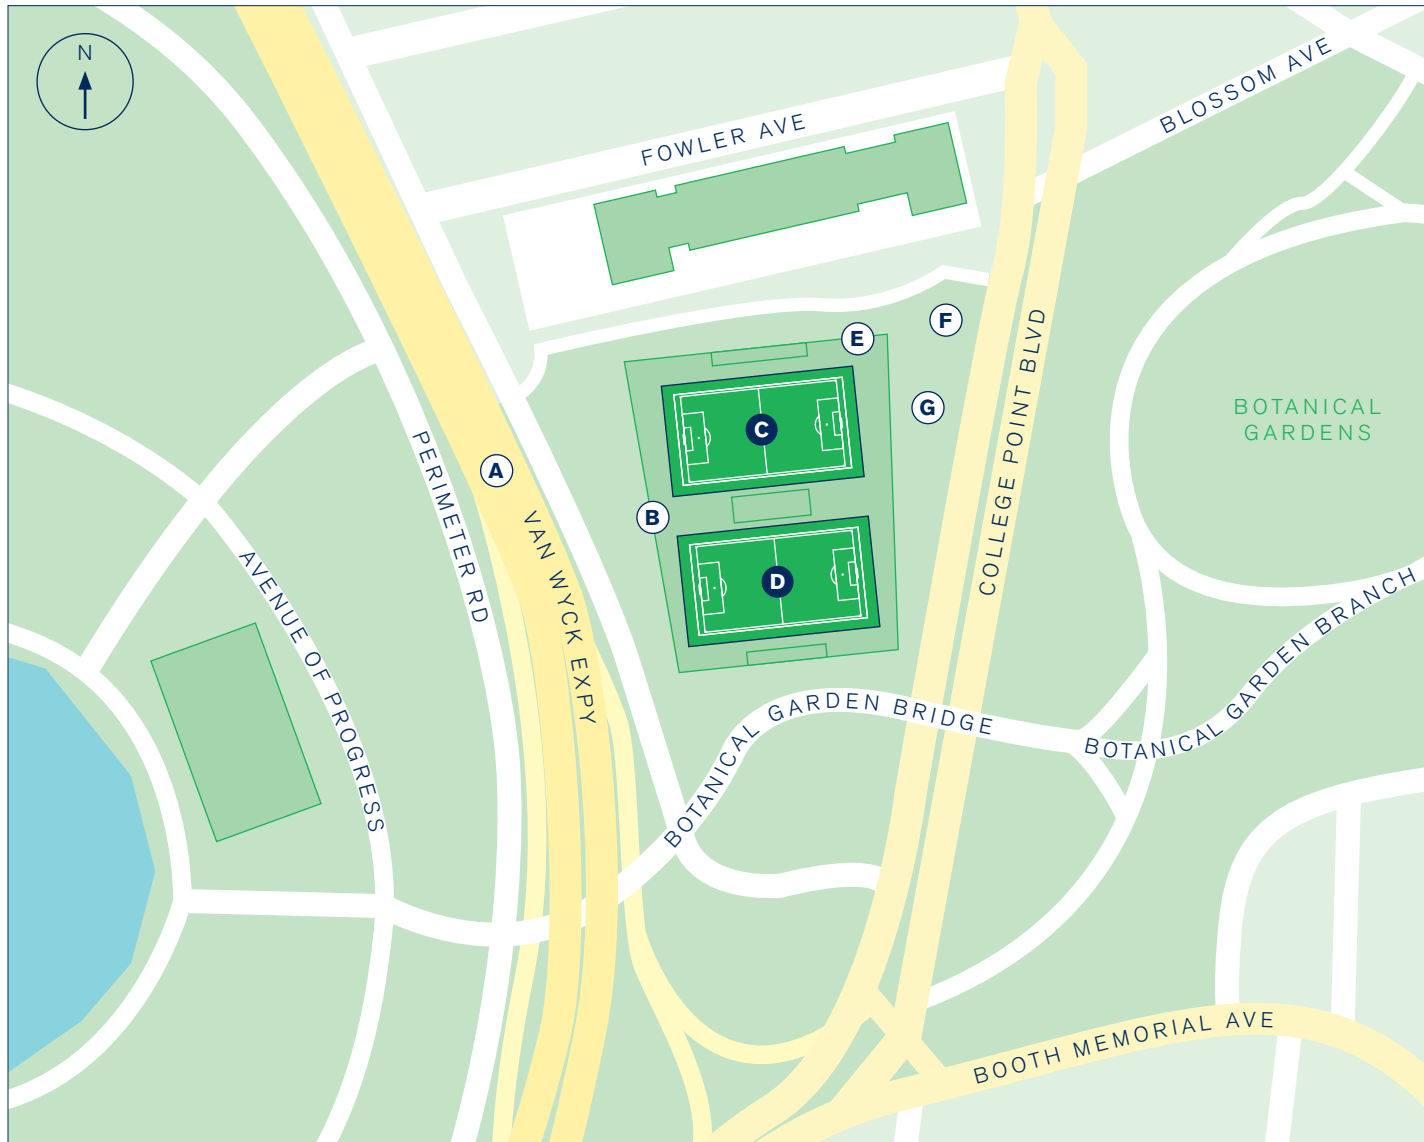 N
FOWLER AVE
BLOSSOM AVE
F
E
COLLEGE POINT BLVD
G
BOTANICAL
GARDENS
C
PERIMETER RD
A
B
VAN WYCK EXPY
D
AVENUE OF PROGRESS
BOTANICAL GARDEN BRIDGE
BOTANICAL GARDEN BRANCH
BOOTH MEMORIAL AVE